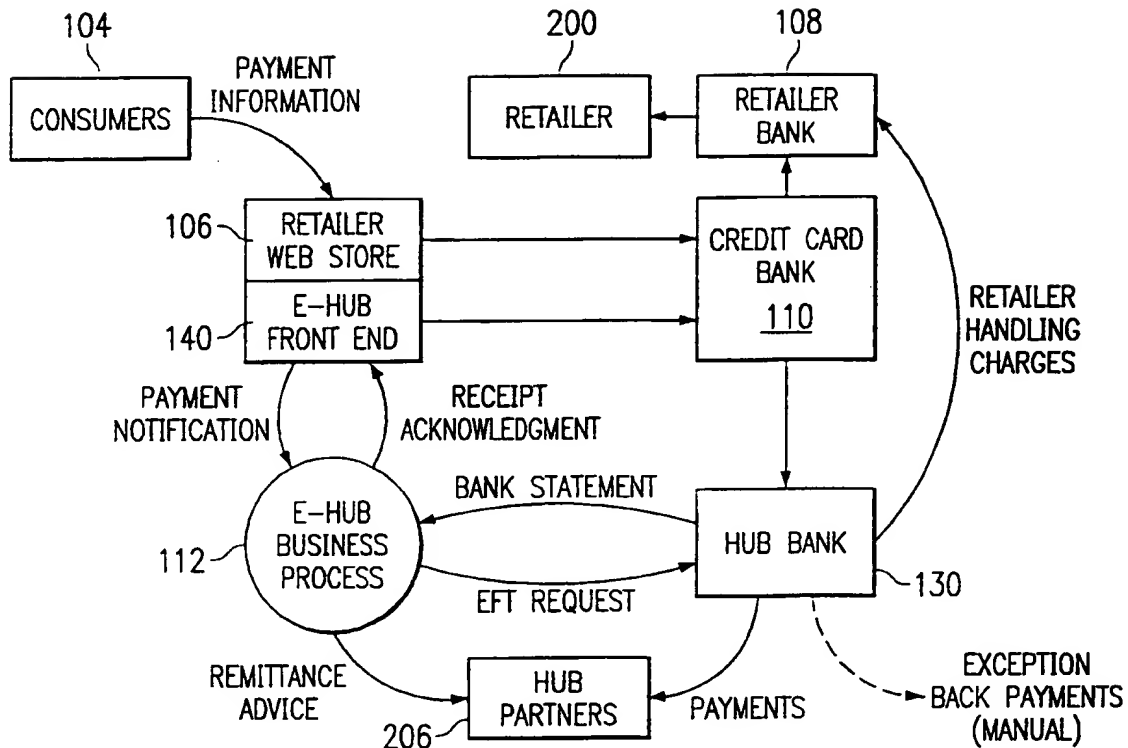 104
200
108
CONSUMERS
PAYMENT
INFORMATION
RETAILER
RETAILER
BANK
106
RETAILER
WEB STORE
140
E-HUB
FRONT END
CREDIT CARD
BANK
110
RETAILER
HANDLING
CHARGES
PAYMENT
NOTIFICATION
RECEIPT
ACKNOWLEDGMENT
BANK STATEMENT
112
E-HUB
BUSINESS
PROCESS
HUB BANK
130
EFT REQUEST
REMITTANCE
ADVICE
HUB
PARTNERS
206
PAYMENTS
EXCEPTION
BACK PAYMENTS
(MANUAL)